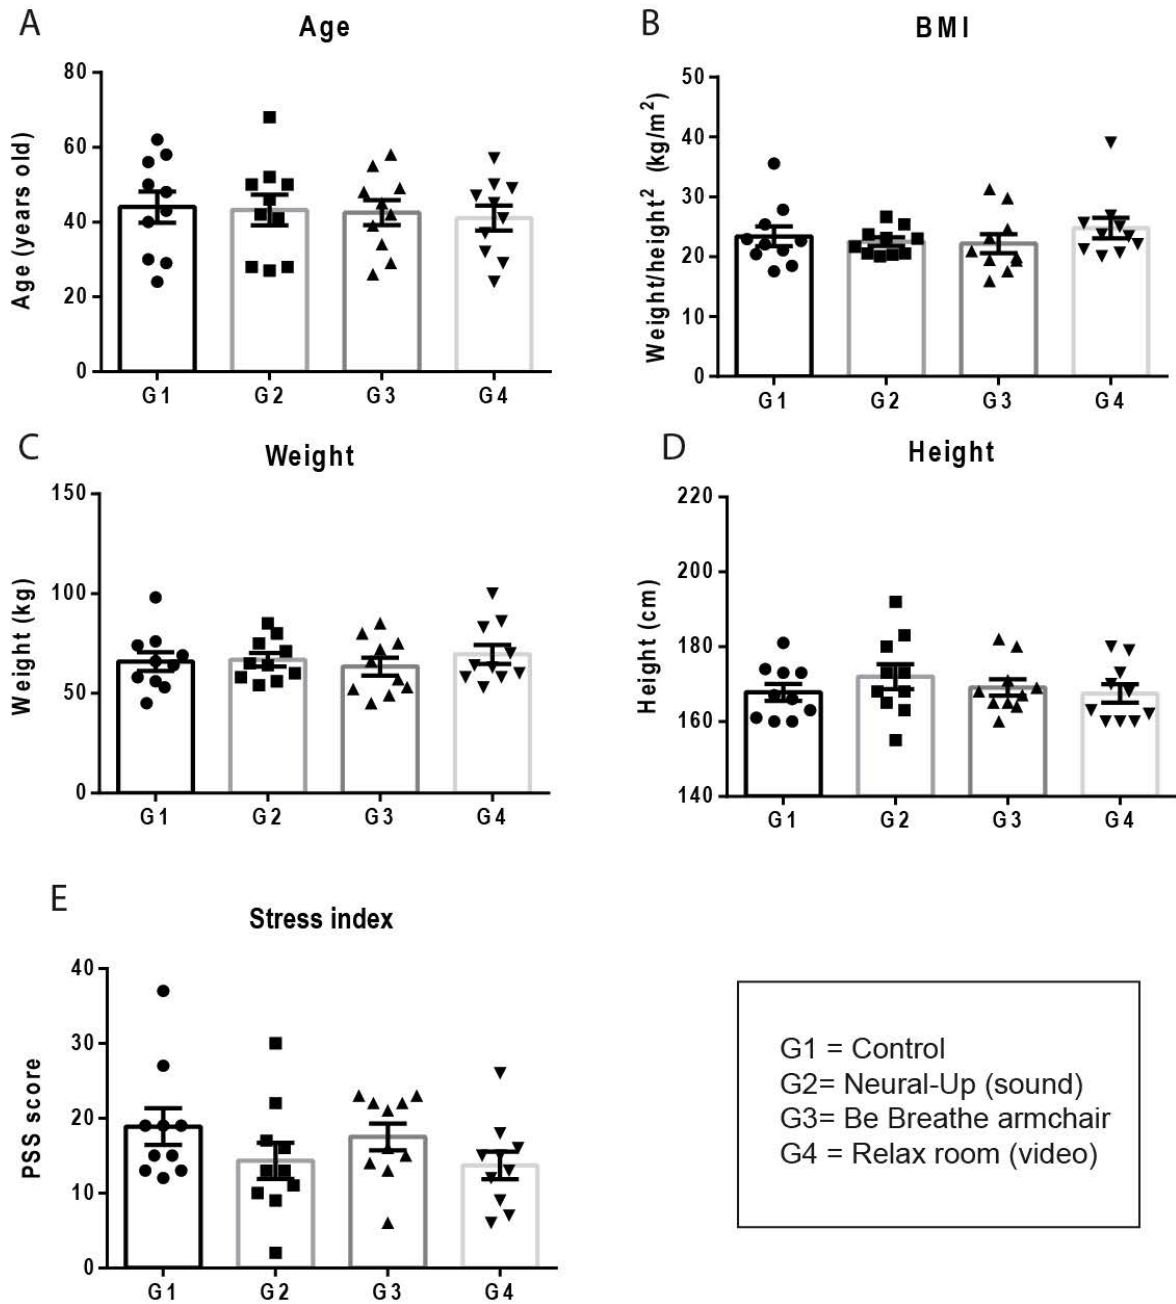 A
Age
Age (years old)
80
60
40
20
0
G1 G2 G3 G4
B
BMI
Weight/height² (kg/m²)
50
40
30
20
10
0
G1 G2 G3 G4
C
Weight
Weight (kg)
150
100
50
0
G1 G2 G3 G4
D
Height
Height (cm)
220
200
180
160
140
G1 G2 G3 G4
E
Stress index
PSS score
40
30
20
10
0
G1 G2 G3 G4
G1 = Control
G2= Neural-Up (sound)
G3= Be Breathe armchair
G4 = Relax room (video)